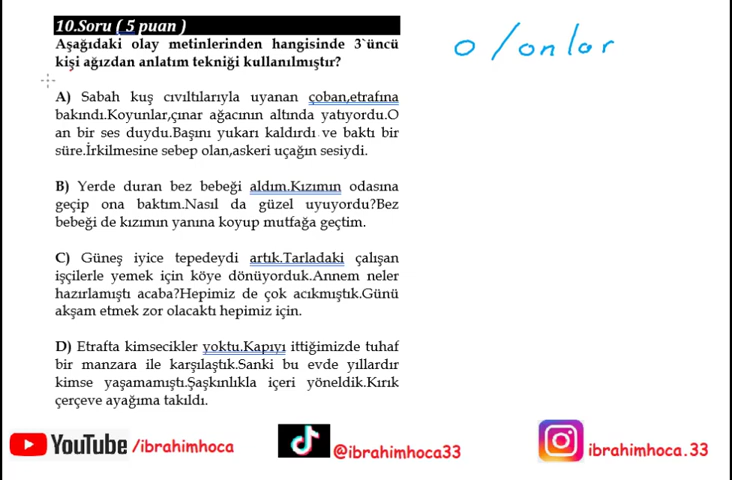 10.Soru ( 5 puan )
Aşağıdaki olay metinlerinden hangisinde 3`üncü
kişi ağızdan anlatım tekniği kullanılmıştır?
o / onlar
A) Sabah kuş cıvıltılarıyla uyanan çoban,etrafına
bakındı.Koyunlar,çınar ağacının altında yatıyordu.O
an bir ses duydu.Başını yukarı kaldırdı ve baktı bir
süre.İrkilmesine sebep olan,askeri uçağın sesiydi.
B) Yerde duran bez bebeği aldım.Kızımın odasına
geçip ona baktım.Nasıl da güzel uyuyordu?Bez
bebeği de kızımın yanına koyup mutfağa geçtim.
C) Güneş iyice tepedeydi artık.Tarladaki çalışan
işçilerle yemek için köye dönüyorduk.Annem neler
hazırlamıştı acaba?Hepimiz de çok acıkmıştık.Günü
akşam etmek zor olacaktı hepimiz için.
D) Etrafta kimsecikler yoktu.Kapıyı ittiğimizde tuhaf
bir manzara ile karşılaştık.Sanki bu evde yıllardır
kimse yaşamamıştı.Şaşkınlıkla içeri yöneldik.Kırık
çerçeve ayağıma takıldı.
YouTube /ibrahimhoca
@ibrahimhoca33
ibrahimhoca.33